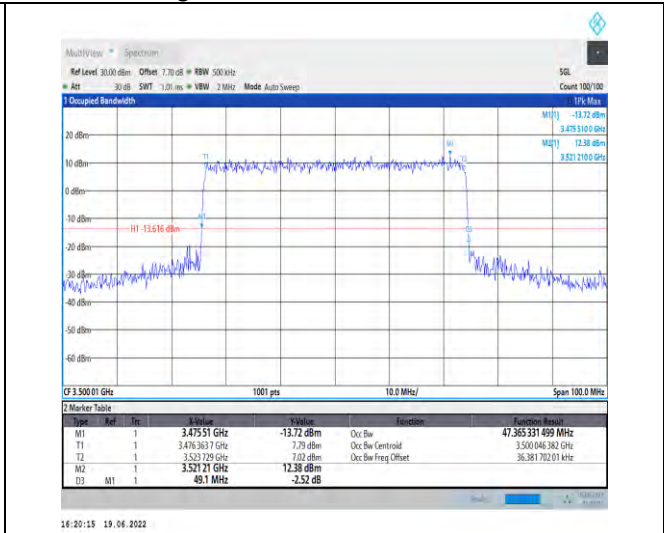 MultiView Spectrum
Ref Level 30.00 dBm Offset 7.70 dB RBW 500 kHz SGL
Att 30 dB SWT 1.01 ms VBW 2 MHz Mode Auto Sweep Count 100/100
1 Occupied Bandwidth 1Pk Max
M1[1] -13.72 dBm
3.475 5100 GHz
M2[1] 12.38 dBm
3.521 2100 GHz
20 dBm
M2
T1 T2
10 dBm
0 dBm
-10 dBm
M1
H1 -13.616 dBm
D3
-20 dBm
-30 dBm
-40 dBm
-50 dBm
-60 dBm
CF 3.500 01 GHz 1001 pts 10.0 MHz/ Span 100.0 MHz
2 Marker Table
Type Ref Trc X-Value Y-Value Function Function Result
M1 1 3.475 51 GHz -13.72 dBm Occ Bw 47.365 331 499 MHz
T1 1 3.476 363 7 GHz 7.79 dBm Occ Bw Centroid 3.500 046 382 GHz
T2 1 3.523 729 GHz 7.02 dBm Occ Bw Freq Offset 36.381 702 01 kHz
M2 1 3.521 21 GHz 12.38 dBm
D3 M1 1 49.1 MHz -2.52 dB
16:20:15 19.06.2022